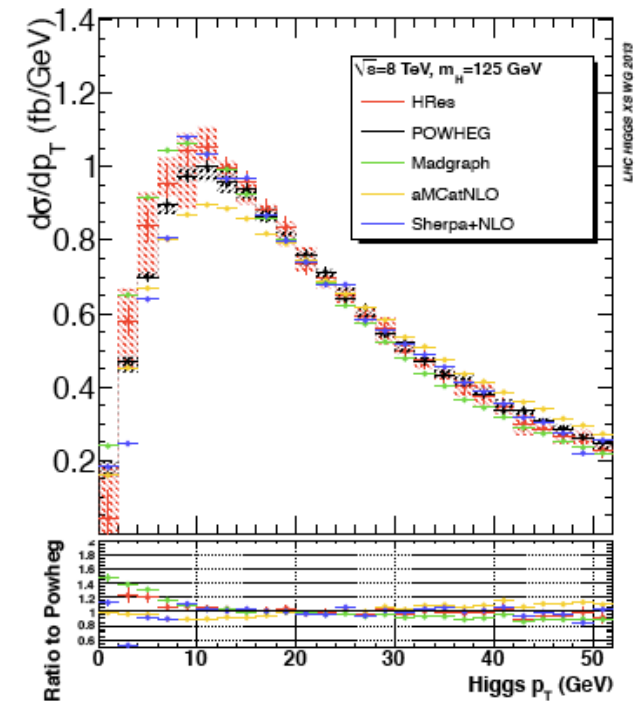 dσ/dp_T (fb/GeV)
1.4
1.2
1
0.8
0.6
0.4
0.2
√s=8 TeV, m_H=125 GeV
HRes
POWHEG
Madgraph
aMCatNLO
Sherpa+NLO
LHC HIGGS XS WG 2013
Ratio to Powheg
2
1.8
1.6
1.4
1.2
1
0.8
0.6
0 10 20 30 40 50
Higgs p_T (GeV)